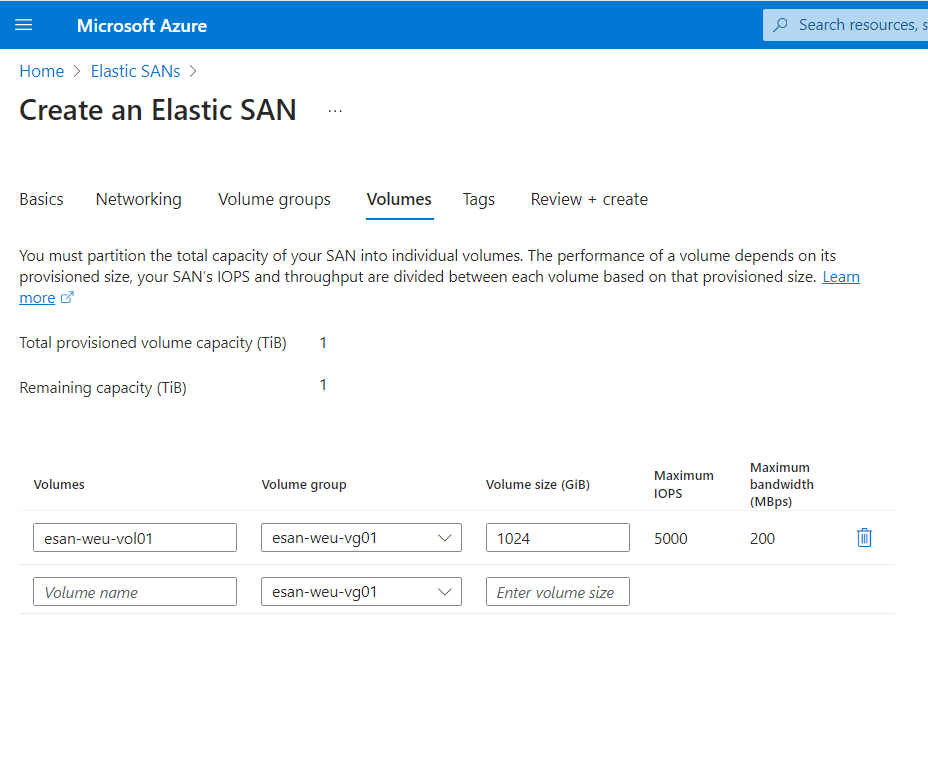 Microsoft Azure
Search resources, s
Home > Elastic SANs >
Create an Elastic SAN ...
Basics Networking Volume groups Volumes Tags Review + create
You must partition the total capacity of your SAN into individual volumes. The performance of a volume depends on its
provisioned size, your SAN's IOPS and throughput are divided between each volume based on that provisioned size. Learn
more
Total provisioned volume capacity (TiB) 1
Remaining capacity (TiB) 1
Volumes Volume group Volume size (GiB) Maximum IOPS Maximum bandwidth (MBps)
esan-weu-vol01 esan-weu-vg01 1024 5000 200
Volume name esan-weu-vg01 Enter volume size